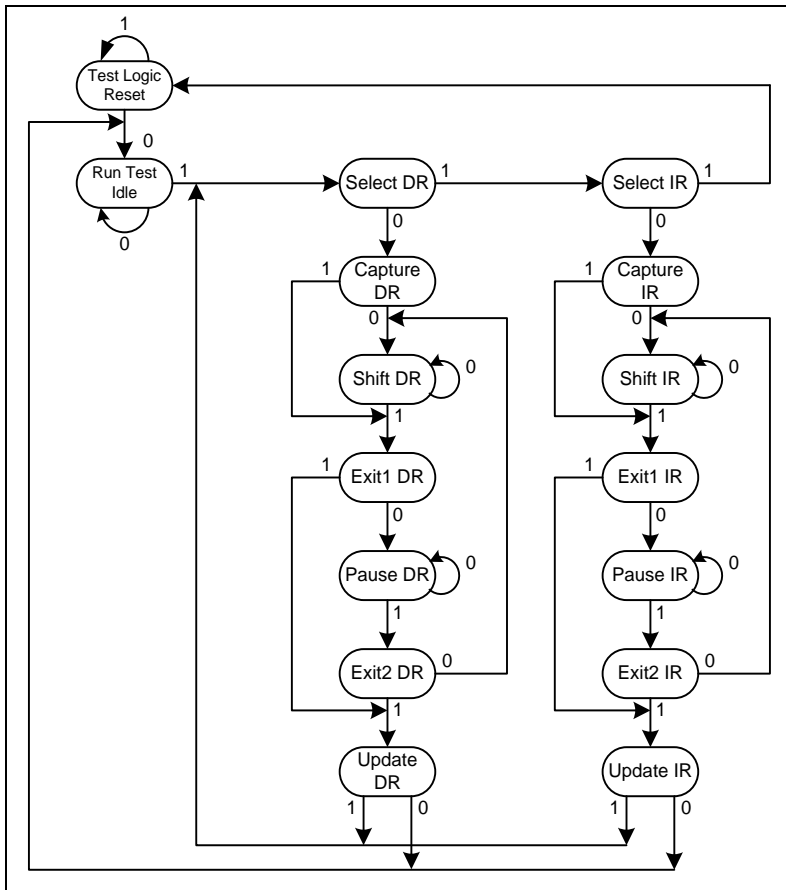 1
Test Logic
Reset
0
Run Test
Idle
1
0
Select DR
1
0
Select IR
1
0
Capture
DR
1
0
Capture
IR
1
0
Shift DR
0
1
Shift IR
0
1
Exit1 DR
1
0
Exit1 IR
1
0
Pause DR
0
1
Pause IR
0
1
Exit2 DR
0
1
Exit2 IR
0
1
Update
DR
1
0
Update IR
1
0